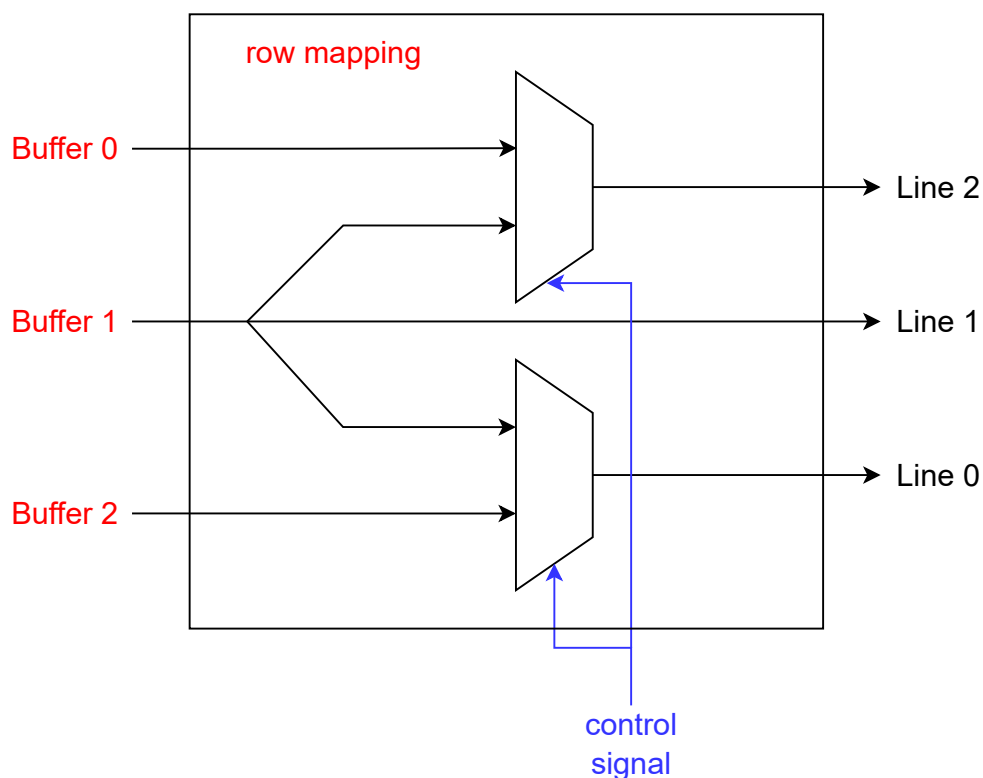 row mapping
Buffer 0
Line 2
Buffer 1
Line 1
Line 0
Buffer 2
control
signal